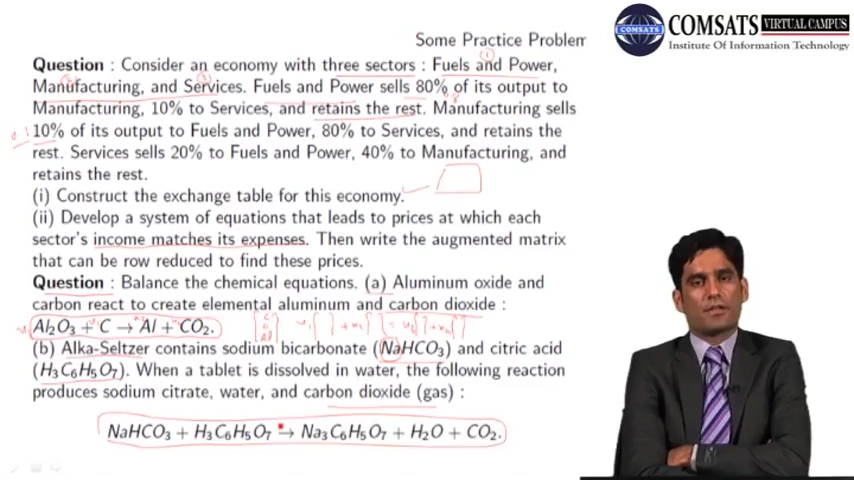 COMSATS VIRTUAL CAMPUS
Institute Of Information Technology
Some Practice Problem
Question : Consider an economy with three sectors : Fuels and Power,
Manufacturing, and Services. Fuels and Power sells 80% of its output to
Manufacturing, 10% to Services, and retains the rest. Manufacturing sells
10% of its output to Fuels and Power, 80% to Services, and retains the
rest. Services sells 20% to Fuels and Power, 40% to Manufacturing, and
retains the rest.
(i) Construct the exchange table for this economy.
(ii) Develop a system of equations that leads to prices at which each
sector's income matches its expenses. Then write the augmented matrix
that can be row reduced to find these prices.
Question : Balance the chemical equations. (a) Aluminum oxide and
carbon react to create elemental aluminum and carbon dioxide :
Al₂O₃ + C → Al + CO₂.
(b) Alka-Seltzer contains sodium bicarbonate (NaHCO₃) and citric acid
(H₃C₆H₅O₇). When a tablet is dissolved in water, the following reaction
produces sodium citrate, water, and carbon dioxide (gas) :
NaHCO₃ + H₃C₆H₅O₇ → Na₃C₆H₅O₇ + H₂O + CO₂.